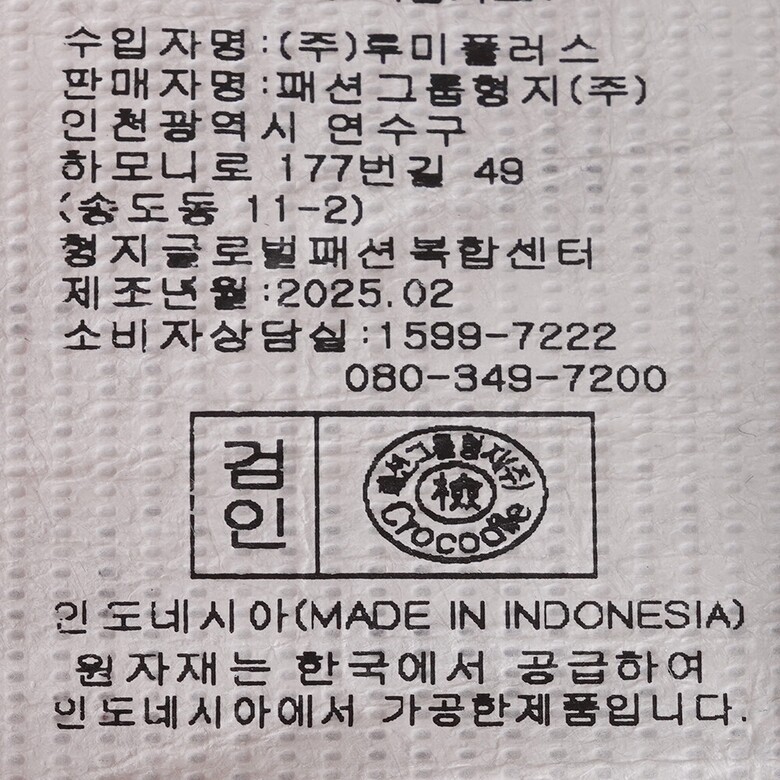 수입자명:(주)루미플러스
판매자명:패션그룹형지(주)
인천광역시 연수구
하모니로 177번길 49
(송도동 11-2)
형지글로벌패션복합센터
제조년월:2025.02
소비자상담실:1599-7222
080-349-7200
검
인
패션그룹형지(주)
檢
Crocodile
인도네시아(MADE IN INDONESIA)
원자재는 한국에서 공급하여
인도네시아에서 가공한제품입니다.